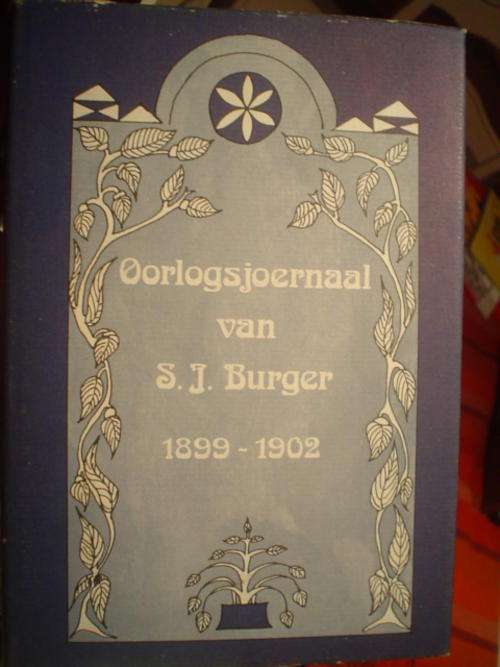 Oorlogsjoernaal
van
S. J. Burger
1899 - 1902